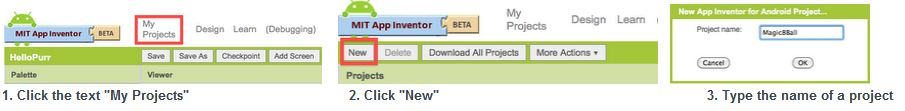 MIT App Inventor BETA
My Projects Design Learn (Debugging)
HelloPurr Save Save As Checkpoint Add Screen
Palette Viewer
1. Click the text "My Projects"
MIT App Inventor BETA
My Projects Design Learn (
New Delete Download All Projects More Actions
Projects
2. Click "New"
New App Inventor for Android Project...
Project name: Magic8Ball
Cancel OK
3. Type the name of a project